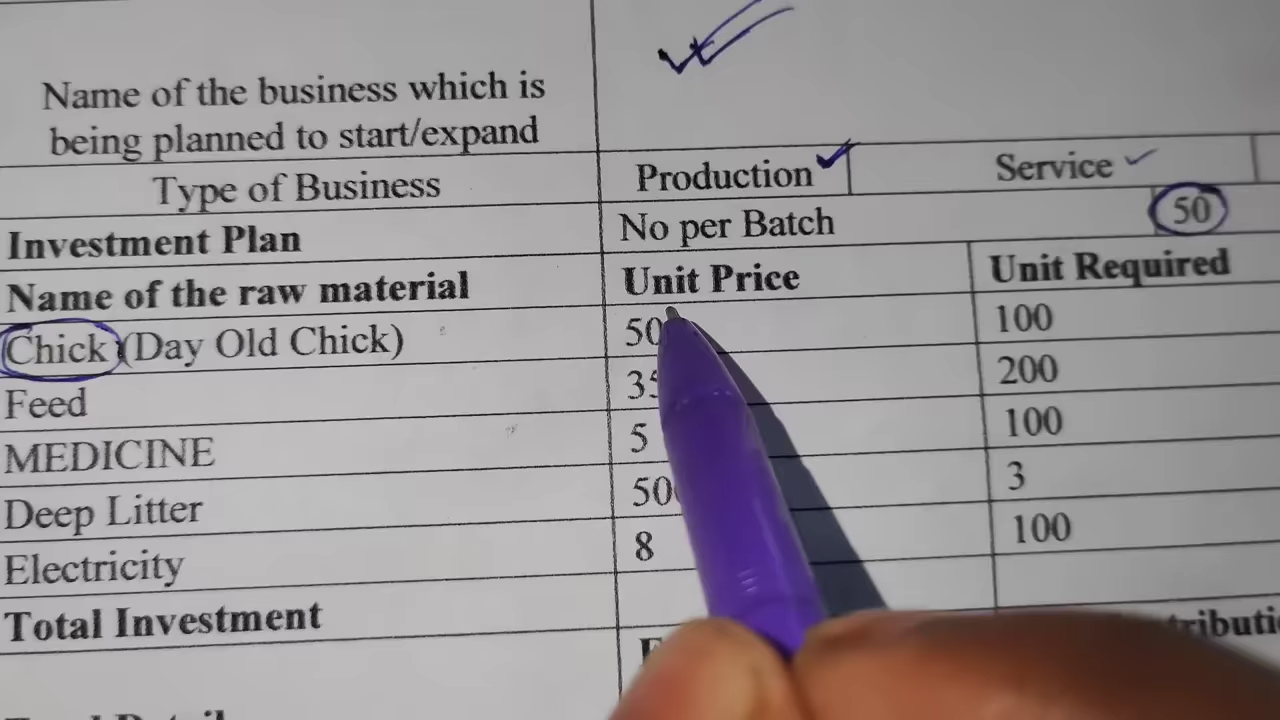 Name of the business which is
being planned to start/expand
Type of Business Production Service
Investment Plan No per Batch 50
Name of the raw material Unit Price Unit Required
Chick (Day Old Chick) 50 100
Feed 200
MEDICINE 5 100
Deep Litter 3
Electricity 8 100
Total Investment